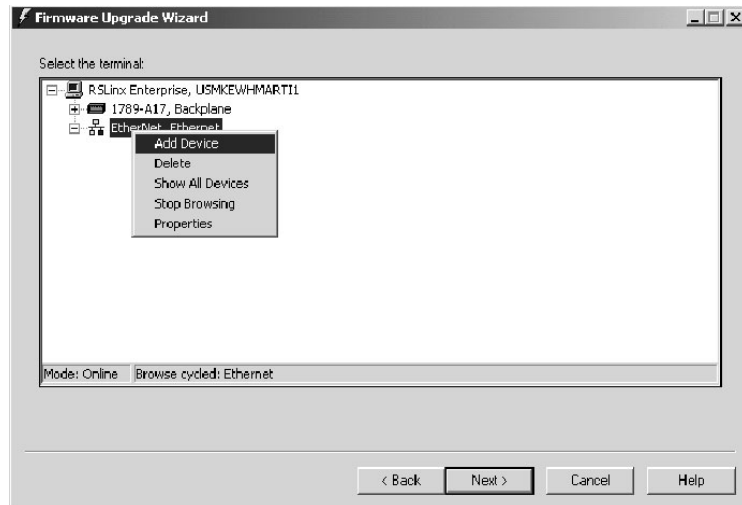 Firmware Upgrade Wizard
Select the terminal:
RSLinx Enterprise, USMKEWHMARTI1
1789-A17, Backplane
EtherNet, Ethernet
Add Device
Delete
Show All Devices
Stop Browsing
Properties
Mode: Online Browse cycled: Ethernet
< Back Next > Cancel Help